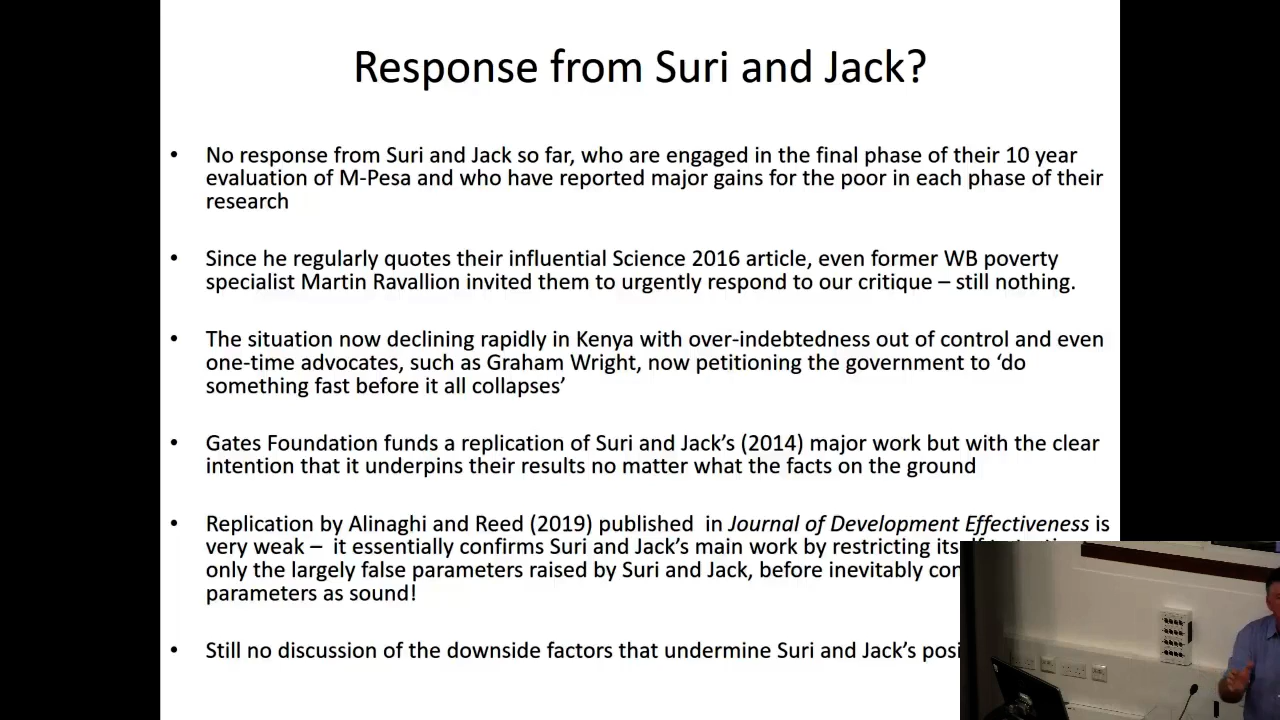 Response from Suri and Jack?
• No response from Suri and Jack so far, who are engaged in the final phase of their 10 year
evaluation of M-Pesa and who have reported major gains for the poor in each phase of their
research
• Since he regularly quotes their influential Science 2016 article, even former WB poverty
specialist Martin Ravallion invited them to urgently respond to our critique – still nothing.
• The situation now declining rapidly in Kenya with over-indebtedness out of control and even
one-time advocates, such as Graham Wright, now petitioning the government to ‘do
something fast before it all collapses’
• Gates Foundation funds a replication of Suri and Jack’s (2014) major work but with the clear
intention that it underpins their results no matter what the facts on the ground
• Replication by Alinaghi and Reed (2019) published in Journal of Development Effectiveness is
very weak – it essentially confirms Suri and Jack’s main work by restricting
only the largely false parameters raised by Suri and Jack, before inevitably
parameters as sound!
• Still no discussion of the downside factors that undermine Suri and Jack’s